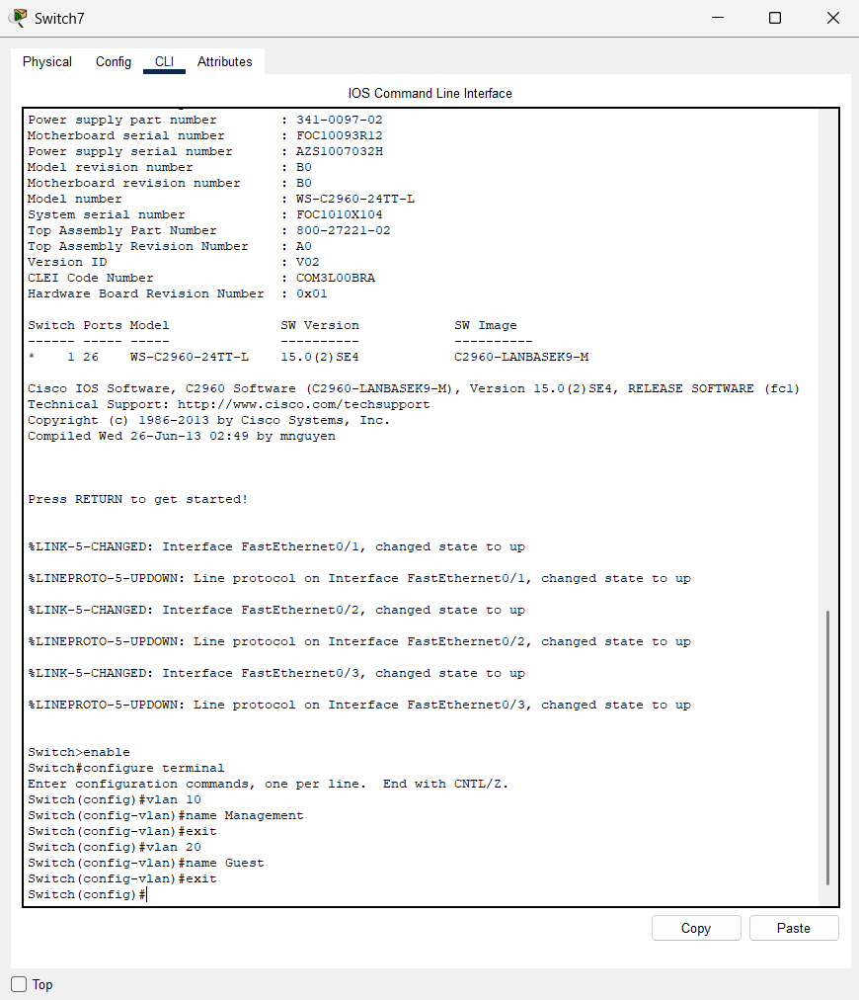 Switch7
Physical Config CLI Attributes
IOS Command Line Interface
Power supply part number : 341-0097-02
Motherboard serial number : FOC10093R12
Power supply serial number : AZS1007032H
Model revision number : B0
Motherboard revision number : B0
Model number : WS-C2960-24TT-L
System serial number : FOC1010X104
Top Assembly Part Number : 800-27221-02
Top Assembly Revision Number : A0
Version ID : V02
CLEI Code Number : COM3L00BRA
Hardware Board Revision Number : 0x01
Switch Ports Model SW Version SW Image
------ ----- ----- ---------- ----------
* 1 26 WS-C2960-24TT-L 15.0(2)SE4 C2960-LANBASEK9-M
Cisco IOS Software, C2960 Software (C2960-LANBASEK9-M), Version 15.0(2)SE4, RELEASE SOFTWARE (fc1)
Technical Support: http://www.cisco.com/techsupport
Copyright (c) 1986-2013 by Cisco Systems, Inc.
Compiled Wed 26-Jun-13 02:49 by mnguyen
Press RETURN to get started!
%LINK-5-CHANGED: Interface FastEthernet0/1, changed state to up
%LINEPROTO-5-UPDOWN: Line protocol on Interface FastEthernet0/1, changed state to up
%LINK-5-CHANGED: Interface FastEthernet0/2, changed state to up
%LINEPROTO-5-UPDOWN: Line protocol on Interface FastEthernet0/2, changed state to up
%LINK-5-CHANGED: Interface FastEthernet0/3, changed state to up
%LINEPROTO-5-UPDOWN: Line protocol on Interface FastEthernet0/3, changed state to up
Switch>enable
Switch#configure terminal
Enter configuration commands, one per line. End with CNTL/Z.
Switch(config)#vlan 10
Switch(config-vlan)#name Management
Switch(config-vlan)#exit
Switch(config)#vlan 20
Switch(config-vlan)#name Guest
Switch(config-vlan)#exit
Switch(config)#
Copy Paste
Top